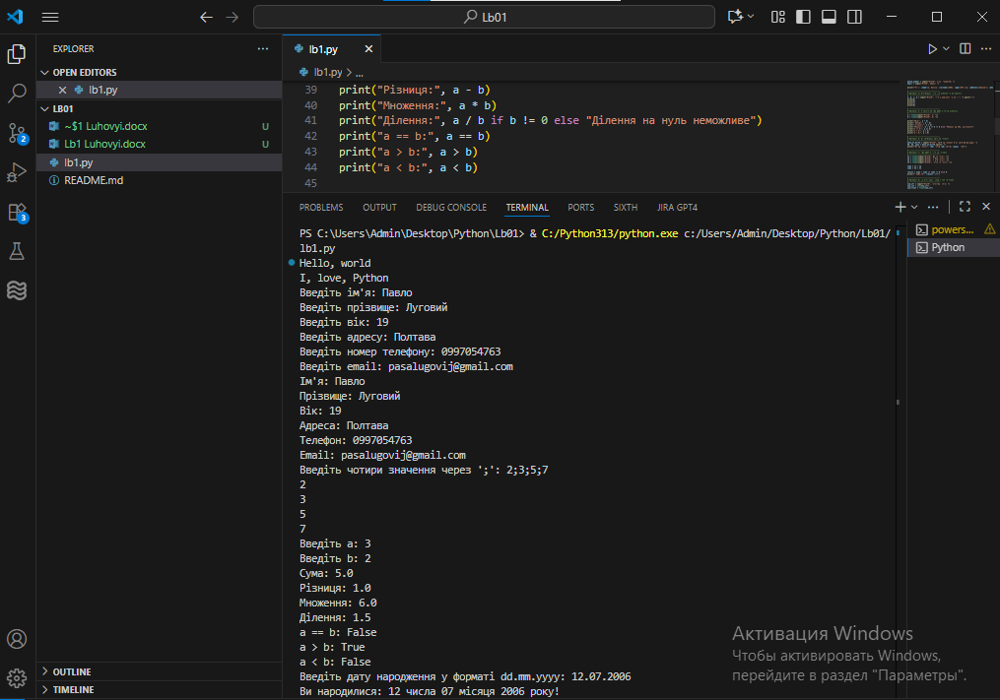 Lb01
EXPLORER
OPEN EDITORS
lb1.py
LB01
~$1 Luhovyi.docx U
Lb1 Luhovyi.docx U
lb1.py
README.md
OUTLINE
TIMELINE
2
3
lb1.py
lb1.py > ...
39 print("Різниця:", a - b)
40 print("Множення:", a * b)
41 print("Ділення:", a / b if b != 0 else "Ділення на нуль неможливе")
42 print("a == b:", a == b)
43 print("a > b:", a > b)
44 print("a < b:", a < b)
45
PROBLEMS OUTPUT DEBUG CONSOLE TERMINAL PORTS SIXTH JIRA GPT4
PS C:\Users\Admin\Desktop\Python\Lb01> & C:/Python313/python.exe c:/Users/Admin/Desktop/Python/Lb01/
lb1.py
Hello, world
I, love, Python
Введіть ім'я: Павло
Введіть прізвище: Луговий
Введіть вік: 19
Введіть адресу: Полтава
Введіть номер телефону: 0997054763
Введіть email: pasalugovij@gmail.com
Ім'я: Павло
Прізвище: Луговий
Вік: 19
Адреса: Полтава
Телефон: 0997054763
Email: pasalugovij@gmail.com
Введіть чотири значення через ';': 2;3;5;7
2
3
5
7
Введіть a: 3
Введіть b: 2
Сума: 5.0
Різниця: 1.0
Множення: 6.0
Ділення: 1.5
a == b: False
a > b: True
a < b: False
Введіть дату народження у форматі dd.mm.yyyy: 12.07.2006
Ви народилися: 12 числа 07 місяця 2006 року!
powers...
Python
Активация Windows
Чтобы активировать Windows,
перейдите в раздел "Параметры".